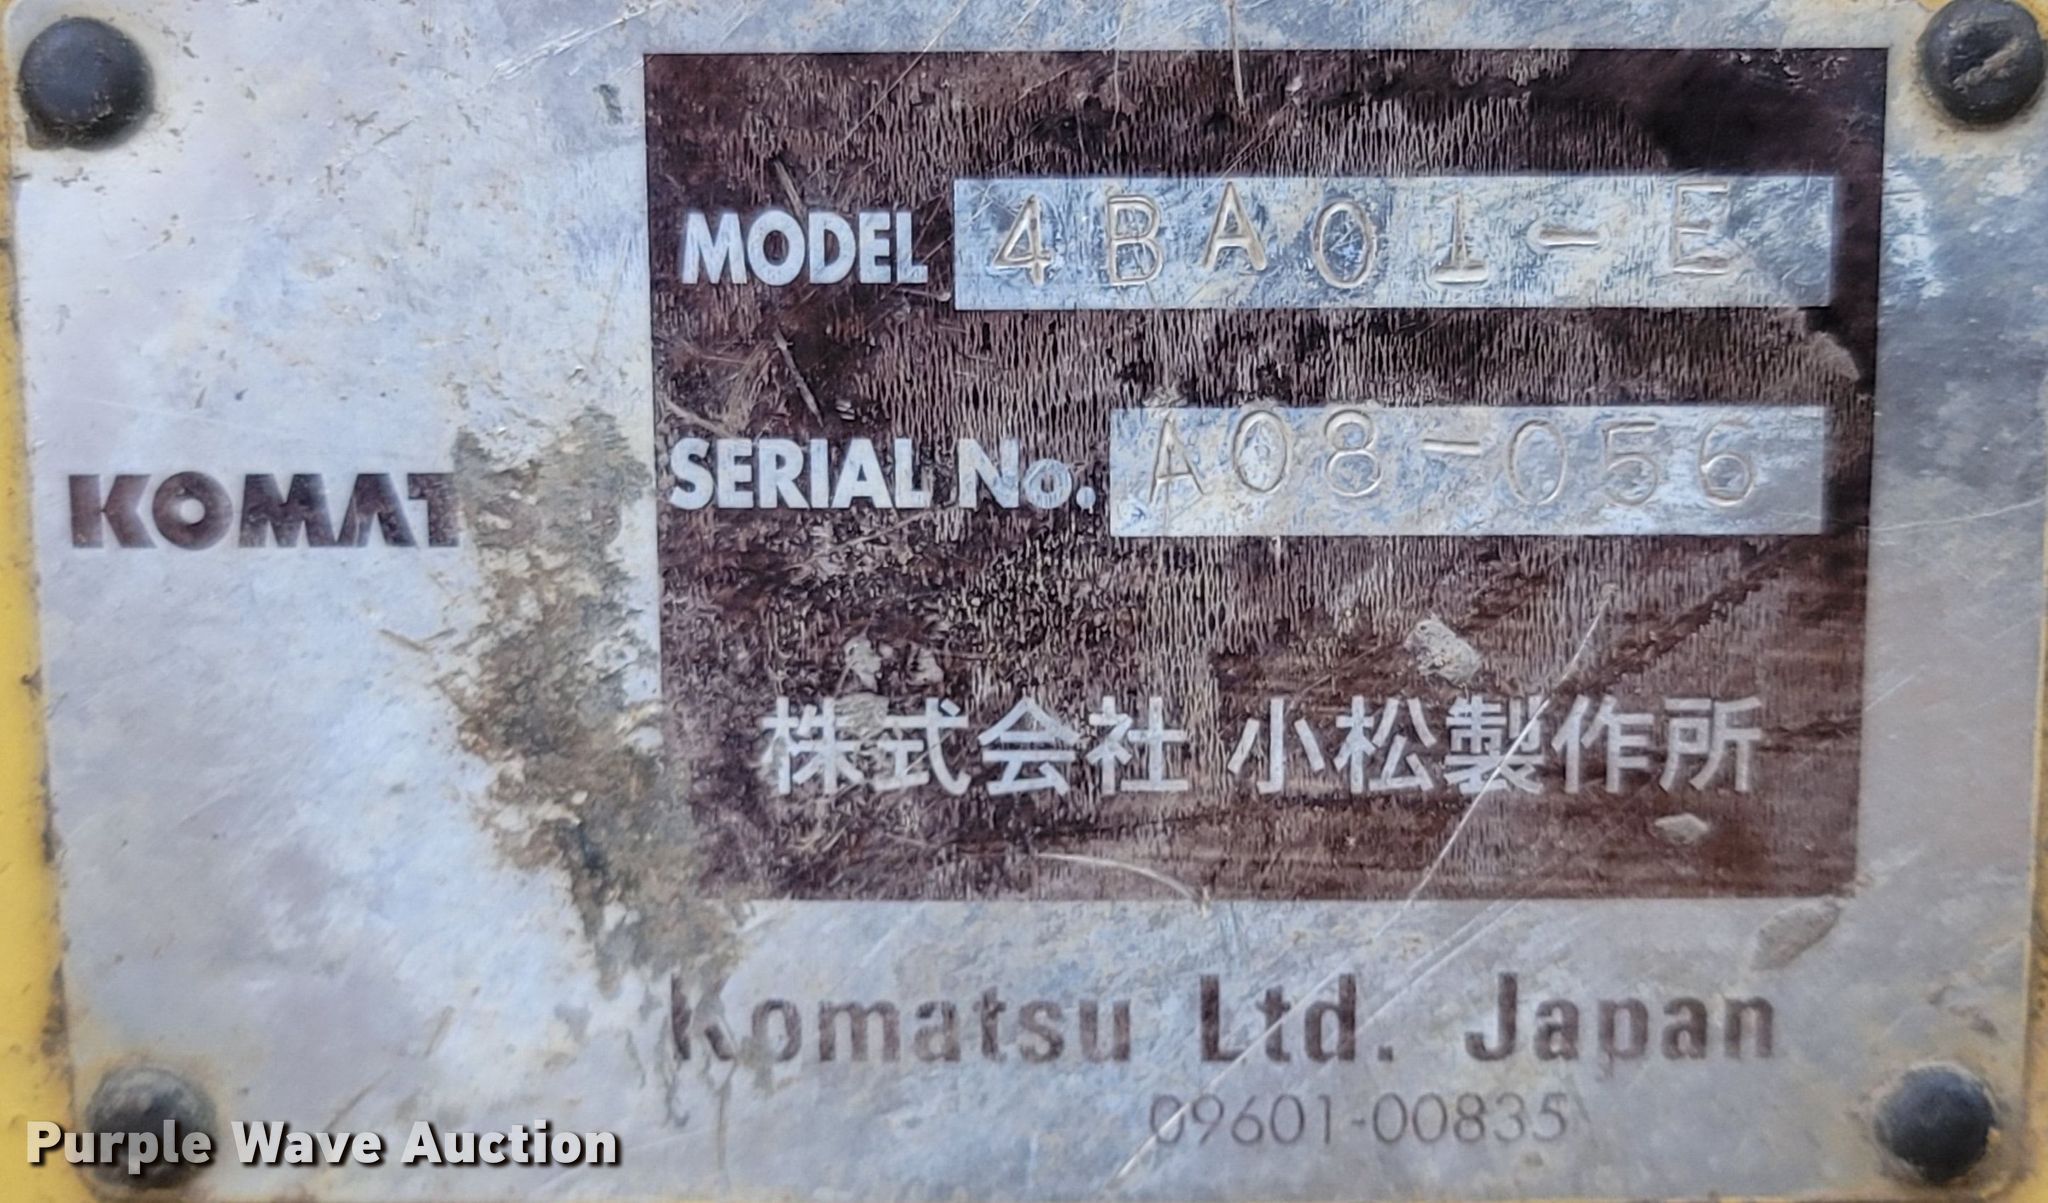 MODEL 4BA01-E
SERIAL No. A08-056
KOMAT
株式会社 小松製作所
Komatsu Ltd. Japan
09601-00835
Purple Wave Auction